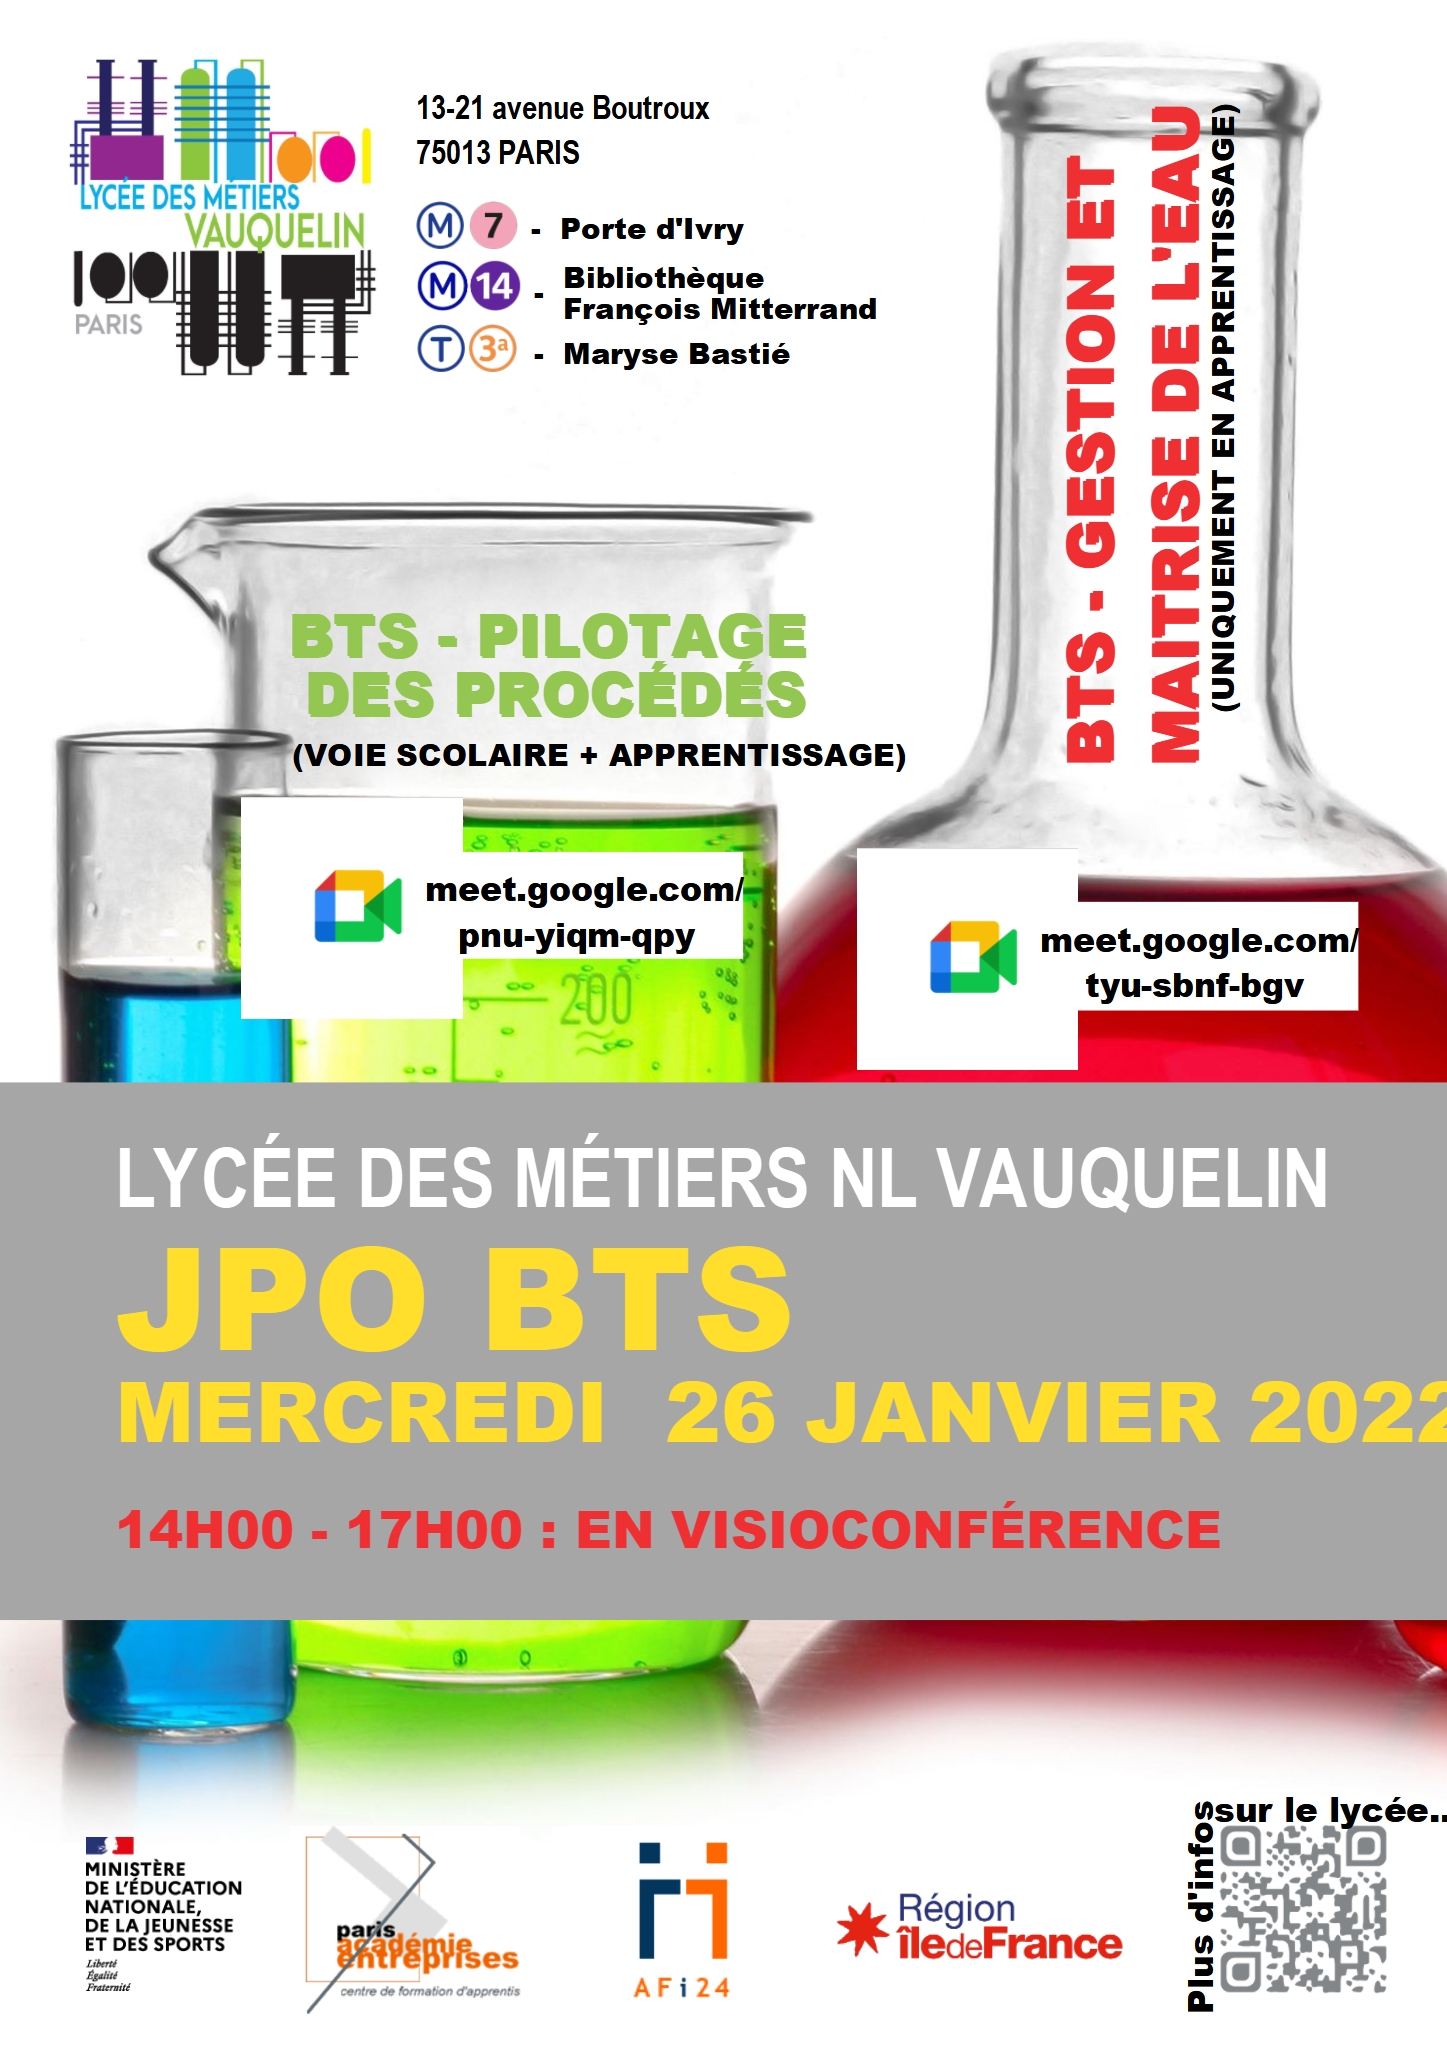 LYCÉE DES MÉTIERS
VAUQUELIN
PARIS
13-21 avenue Boutroux
75013 PARIS
M 7 - Porte d'Ivry
M 14 - Bibliothèque
François Mitterrand
T 3a - Maryse Bastié
BTS - GESTION ET
MAITRISE DE L'EAU
(UNIQUEMENT EN APPRENTISSAGE)
BTS - PILOTAGE
DES PROCÉDÉS
(VOIE SCOLAIRE + APPRENTISSAGE)
meet.google.com/
pnu-yiqm-qpy
meet.google.com/
tyu-sbnf-bgv
200
LYCÉE DES MÉTIERS NL VAUQUELIN
JPO BTS
MERCREDI 26 JANVIER 2022
14H00 - 17H00 : EN VISIOCONFÉRENCE
MINISTÈRE
DE L'ÉDUCATION
NATIONALE,
DE LA JEUNESSE
ET DES SPORTS
Liberté
Égalité
Fraternité
paris
académie
entreprises
centre de formation d'apprentis
AFi24
Région
îledeFrance
Plus d'infos
sur le lycée..